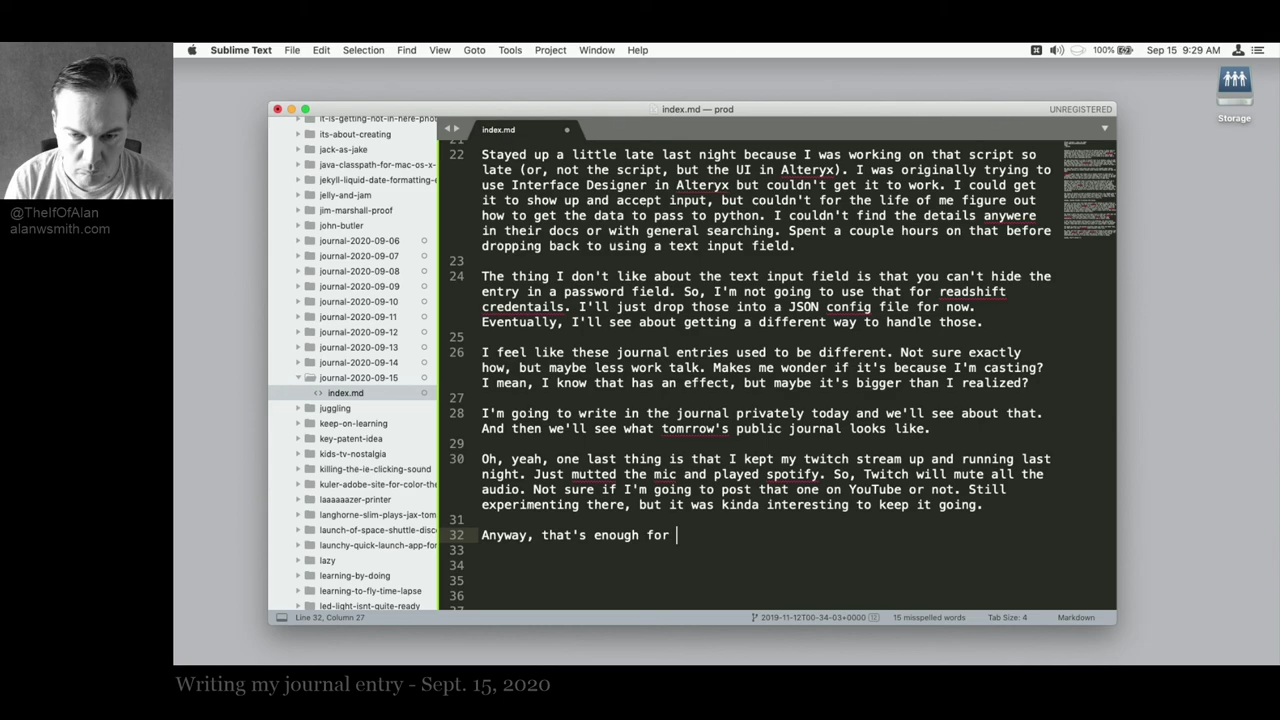 Sublime Text File Edit Selection Find View Goto Tools Project Window Help
100% Sep 15 9:29 AM
Storage
index.md — prod
UNREGISTERED
index.md
@TheIfOfAlan
alanwsmith.com
it-is-getting-not-in-here-photo
its-about-creating
jack-as-jake
java-classpath-for-mac-os-x-
jekyll-liquid-date-formatting-e
jelly-and-jam
jim-marshall-proof
john-butler
journal-2020-09-06
journal-2020-09-07
journal-2020-09-08
journal-2020-09-09
journal-2020-09-10
journal-2020-09-11
journal-2020-09-12
journal-2020-09-13
journal-2020-09-14
journal-2020-09-15
index.md
juggling
keep-on-learning
key-patent-idea
kids-tv-nostalgia
killing-the-ie-clicking-sound
kuler-adobe-site-for-color-the
laaaaazer-printer
langhorne-slim-plays-jax-tom
launch-of-space-shuttle-disc
launchy-quick-launch-app-for
lazy
learning-by-doing
learning-to-fly-time-lapse
led-light-isnt-quite-ready
21
22 Stayed up a little late last night because I was working on that script so
late (or, not the script, but the UI in Alteryx). I was originally trying to
use Interface Designer in Alteryx but couldn't get it to work. I could get
it to show up and accept input, but couldn't for the life of me figure out
how to get the data to pass to python. I couldn't find the details anywere
in their docs or with general searching. Spent a couple hours on that before
dropping back to using a text input field.
23
24 The thing I don't like about the text input field is that you can't hide the
entry in a password field. So, I'm not going to use that for readshift
credentails. I'll just drop those into a JSON config file for now.
Eventually, I'll see about getting a different way to handle those.
25
26 I feel like these journal entries used to be different. Not sure exactly
how, but maybe less work talk. Makes me wonder if it's because I'm casting?
I mean, I know that has an effect, but maybe it's bigger than I realized?
27
28 I'm going to write in the journal privately today and we'll see about that.
And then we'll see what tomrrow's public journal looks like.
29
30 Oh, yeah, one last thing is that I kept my twitch stream up and running last
night. Just mutted the mic and played spotify. So, Twitch will mute all the
audio. Not sure if I'm going to post that one on YouTube or not. Still
experimenting there, but it was kinda interesting to keep it going.
31
32 Anyway, that's enough for
33
34
35
36
Line 32, Column 27
2019-11-12T00-34-03+0000 12 15 misspelled words Tab Size: 4 Markdown
Writing my journal entry - Sept. 15, 2020